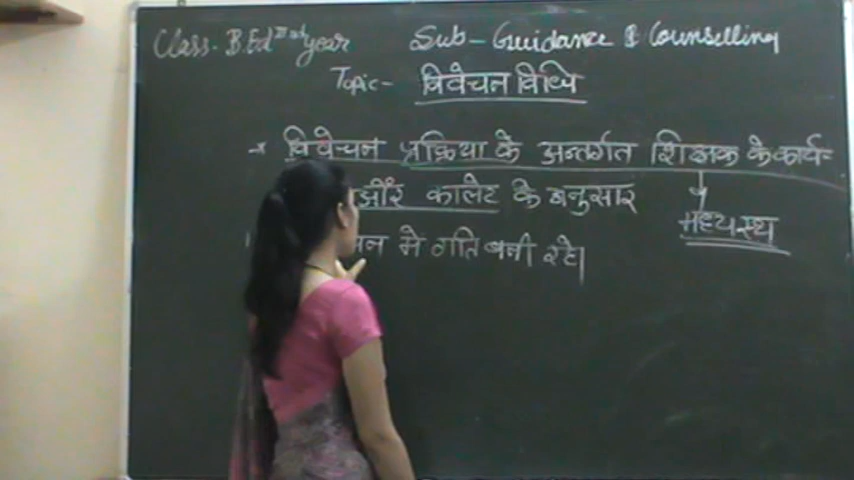 Class- B.Ed IInd year Sub- Guidance & Counselling
Topic- विवेचन विधि
विवेचन प्रक्रिया के अन्तर्गत शिक्षक के कार्य-
और कालेट के अनुसार
मध्यस्थ
में गति बनी रहे।